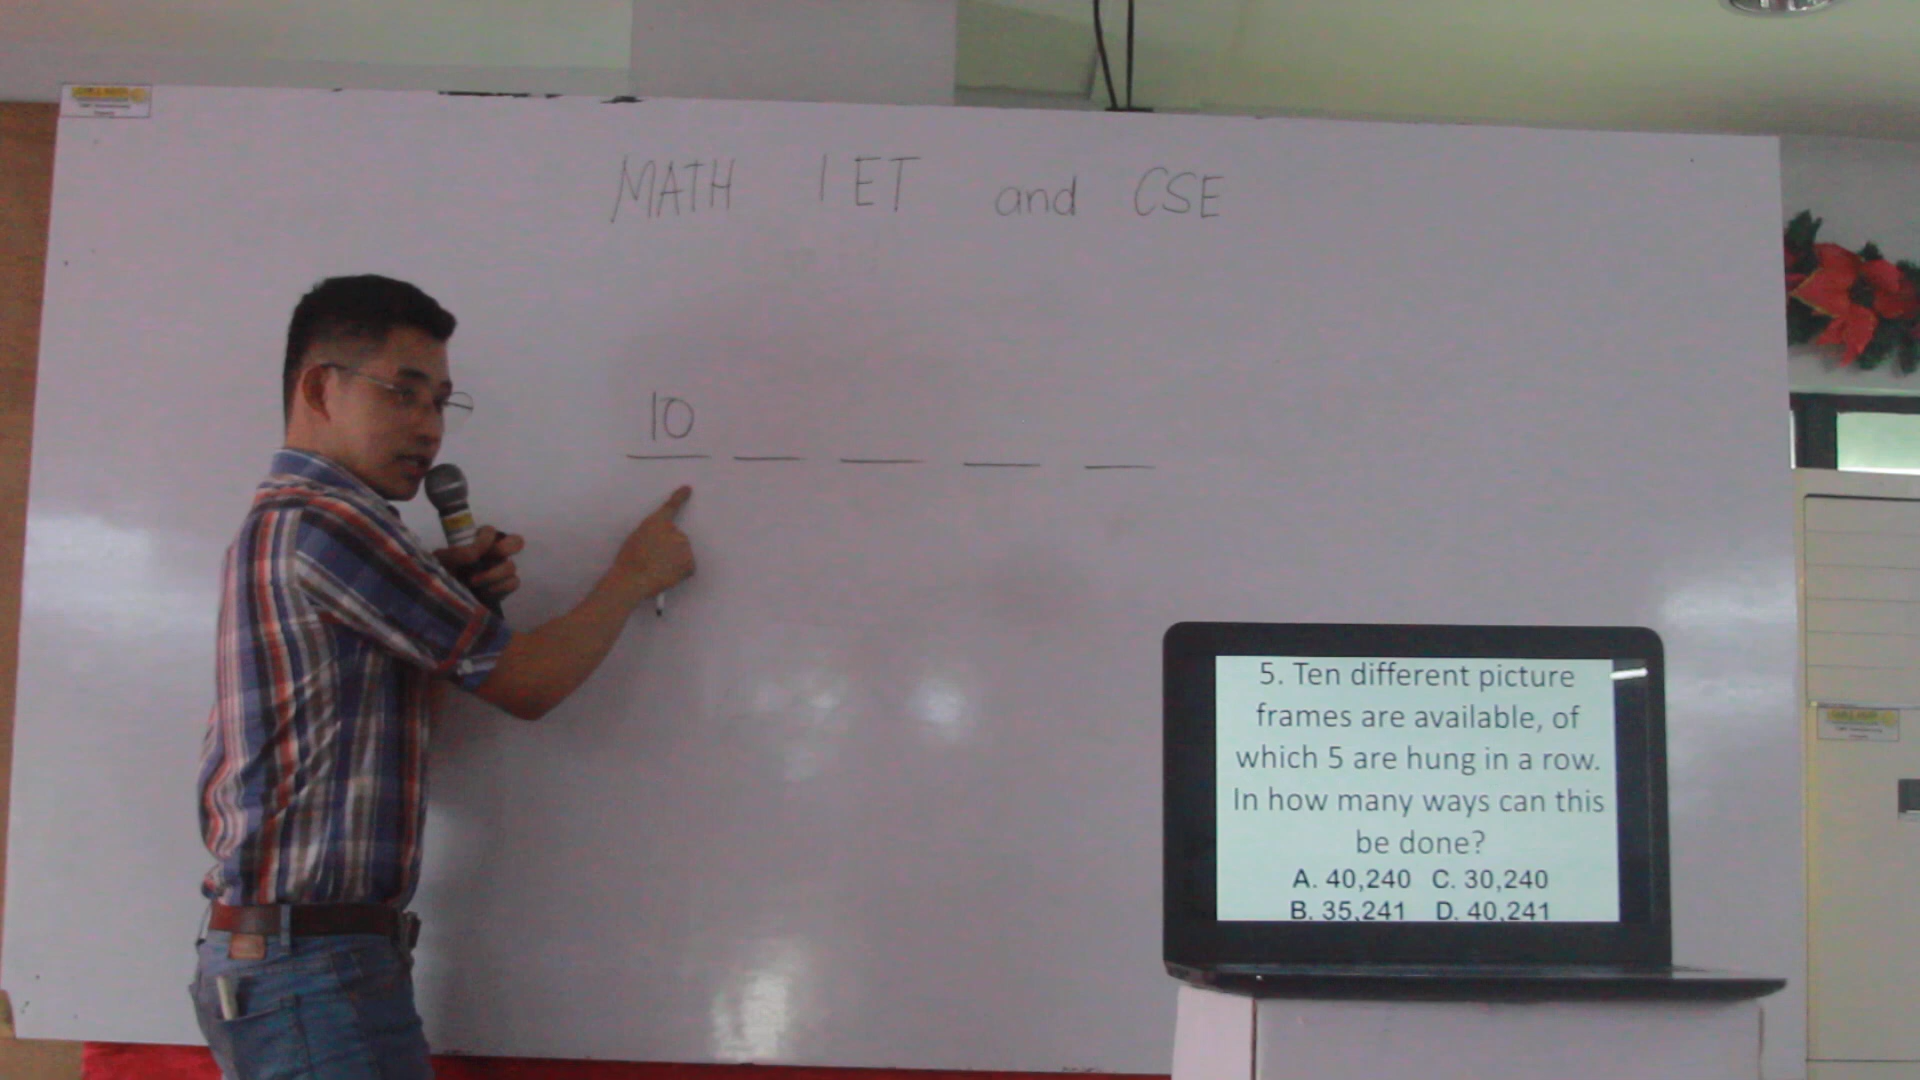 MATH LET and CSE
10
5. Ten different picture
frames are available, of
which 5 are hung in a row.
In how many ways can this
be done?
A. 40,240 C. 30,240
B. 35,241 D. 40,241